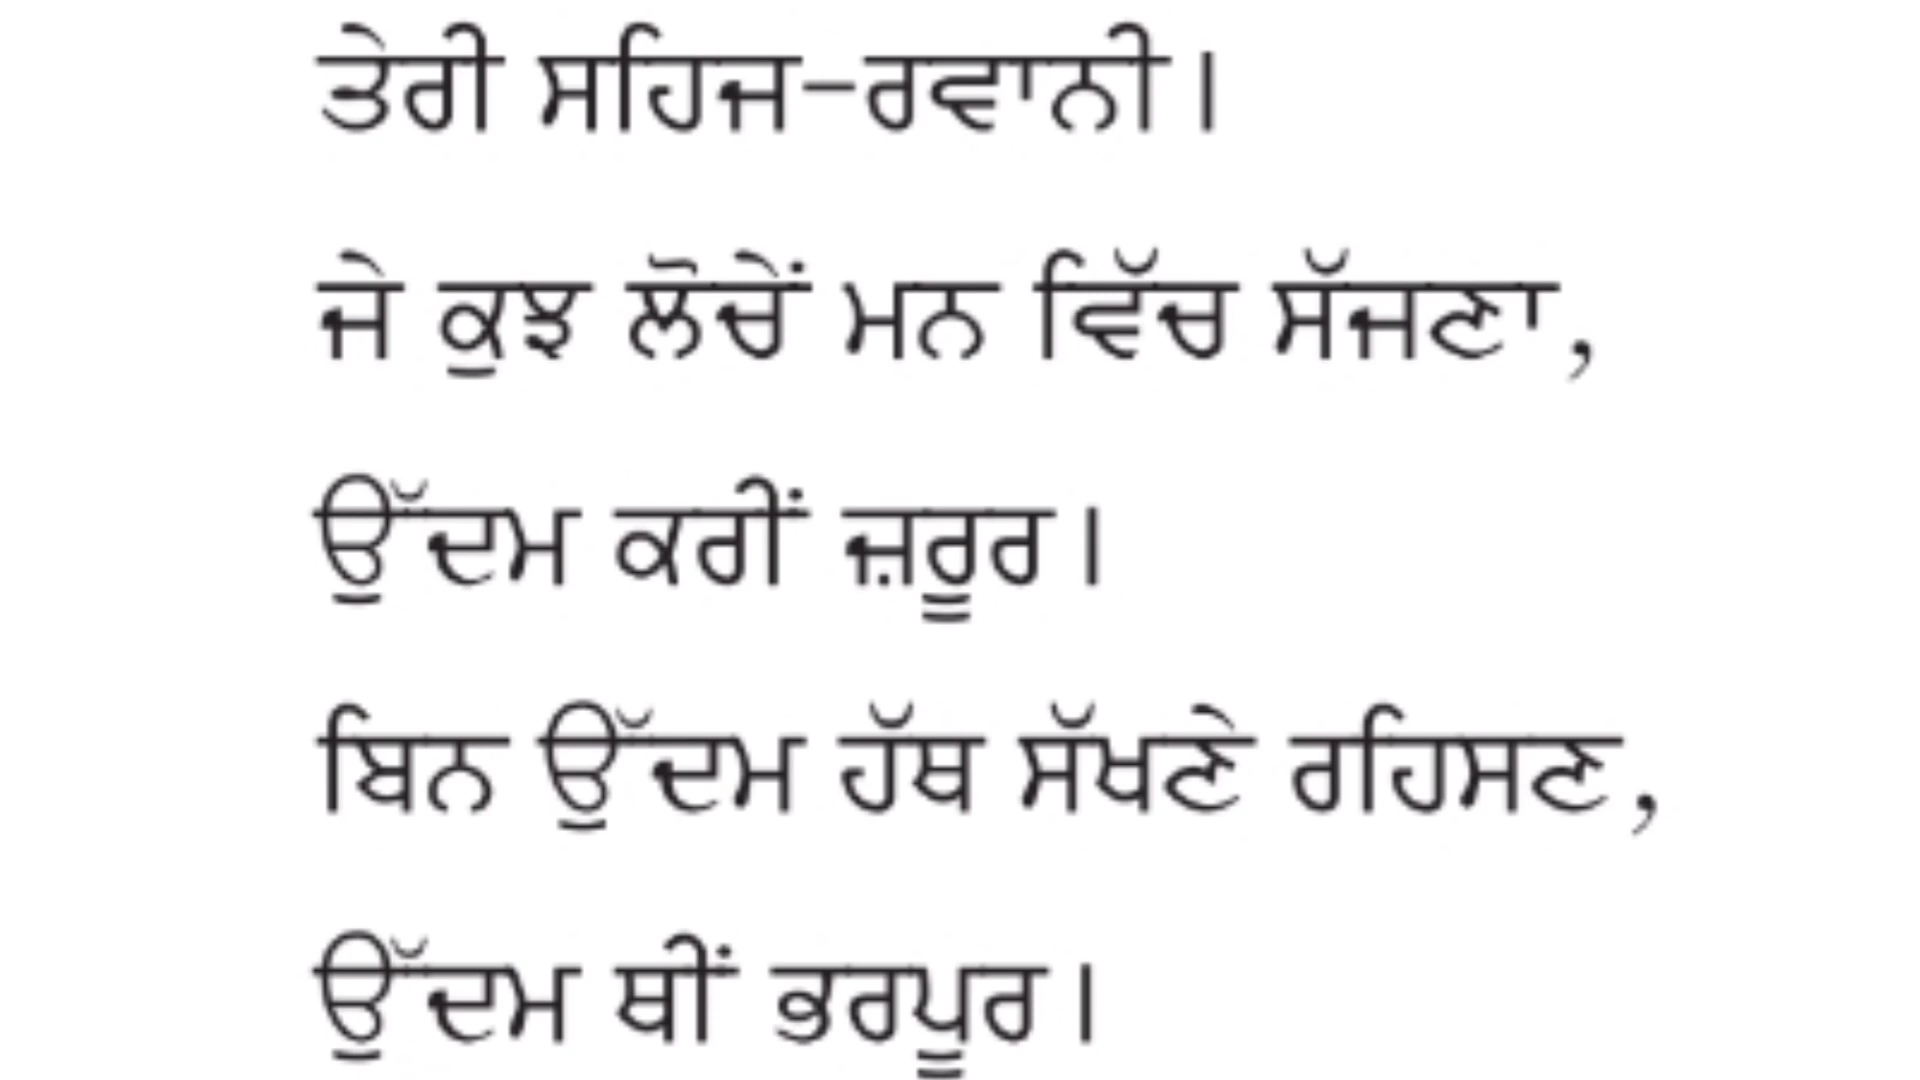 ਤੇਰੀ ਸਹਿਜ-ਰਵਾਨੀ।
ਜੇ ਕੁਝ ਲੋਚੇਂ ਮਨ ਵਿੱਚ ਸੱਜਣਾ,
ਉੱਦਮ ਕਰੀਂ ਜ਼ਰੂਰ।
ਬਿਨ ਉੱਦਮ ਹੱਥ ਸੱਖਣੇ ਰਹਿਸਣ,
ਉੱਦਮ ਥੀਂ ਭਰਪੂਰ।